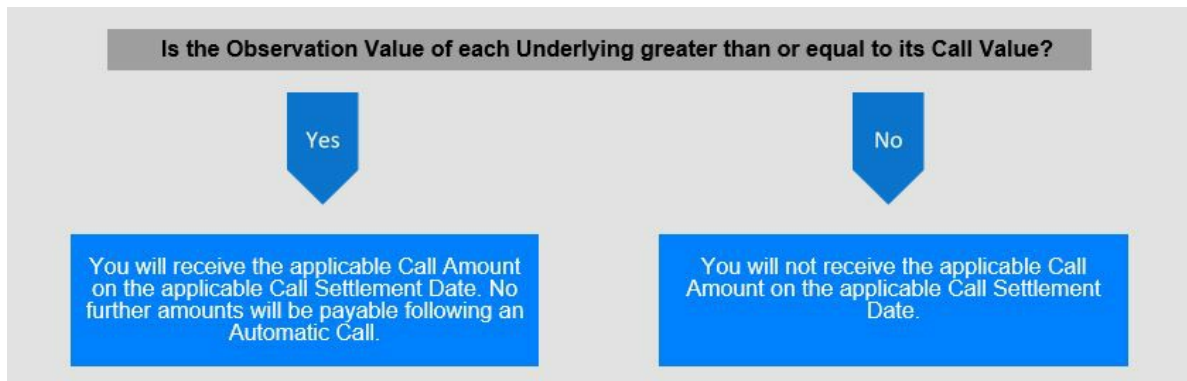 Is the Observation Value of each Underlying greater than or equal to its Call Value?
Yes
No
You will receive the applicable Call Amount
on the applicable Call Settlement Date. No
further amounts will be payable following an
Automatic Call.
You will not receive the applicable Call
Amount on the applicable Call Settlement
Date.